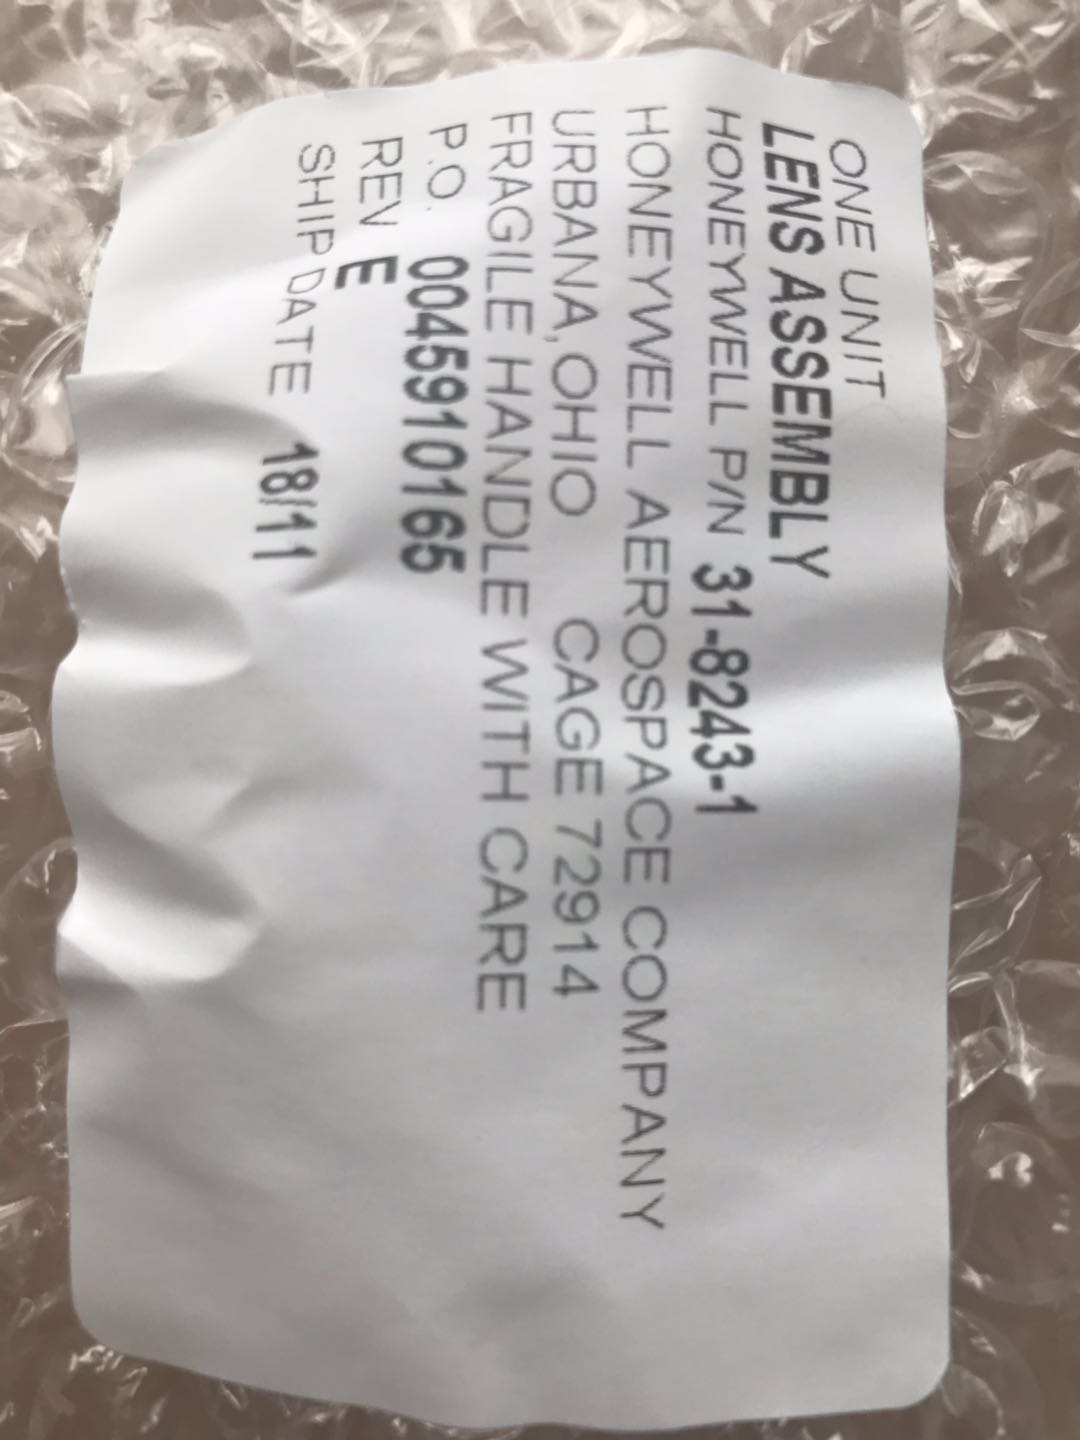 ONE UNIT
LENS ASSEMBLY
HONEYWELL P/N 31-8243-1
HONEYWELL AEROSPACE COMPANY
URBANA, OHIO CAGE 72914
FRAGILE HANDLE WITH CARE
P.O. 0045910165
REV E
SHIP DATE 18/11